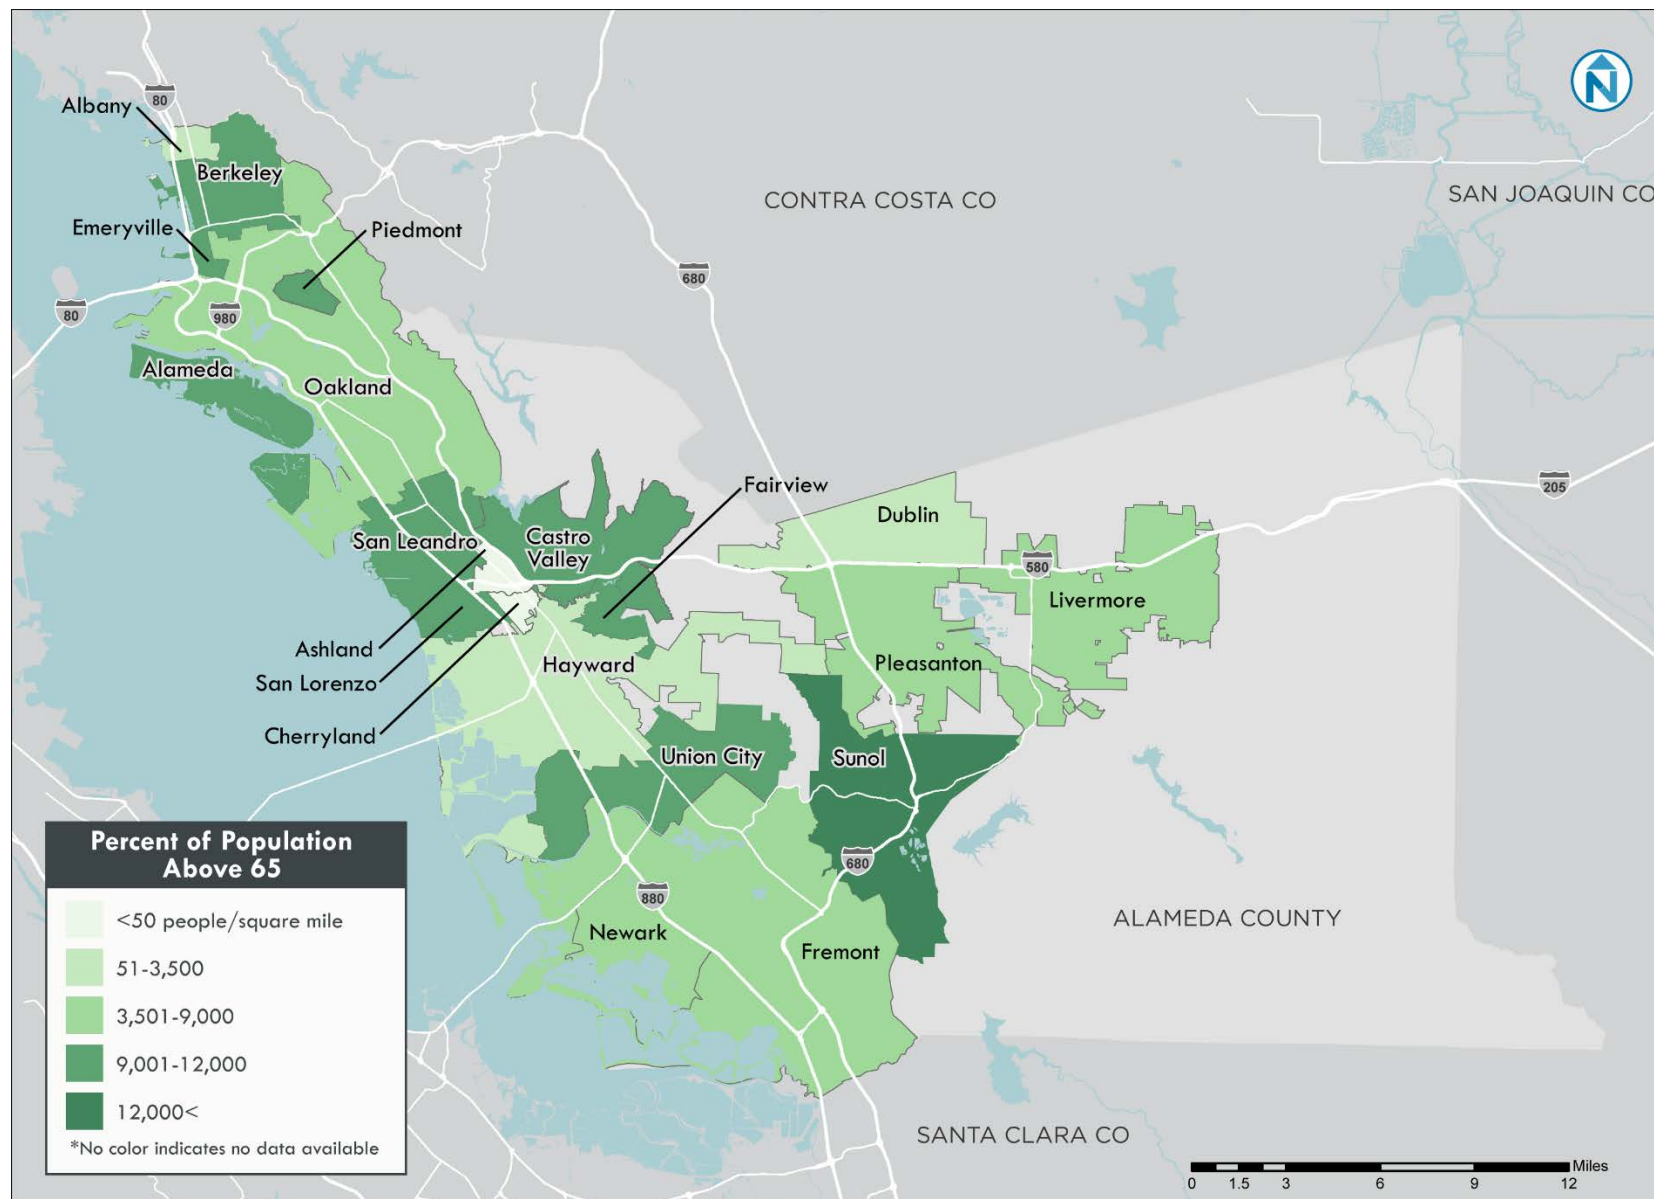 80
Albany
Berkeley
CONTRA COSTA CO
SAN JOAQUIN CO
Emeryville
Piedmont
680
80
980
Alameda
Oakland
Fairview
205
Dublin
San Leandro
Castro
Valley
580
Livermore
Ashland
San Lorenzo
Hayward
Pleasanton
Cherryland
Union City
Sunol
680
880
Newark
Fremont
ALAMEDA COUNTY
SANTA CLARA CO
N
Percent of Population
Above 65
<50 people/square mile
51-3,500
3,501-9,000
9,001-12,000
12,000<
*No color indicates no data available
Miles
0 1.5 3 6 9 12